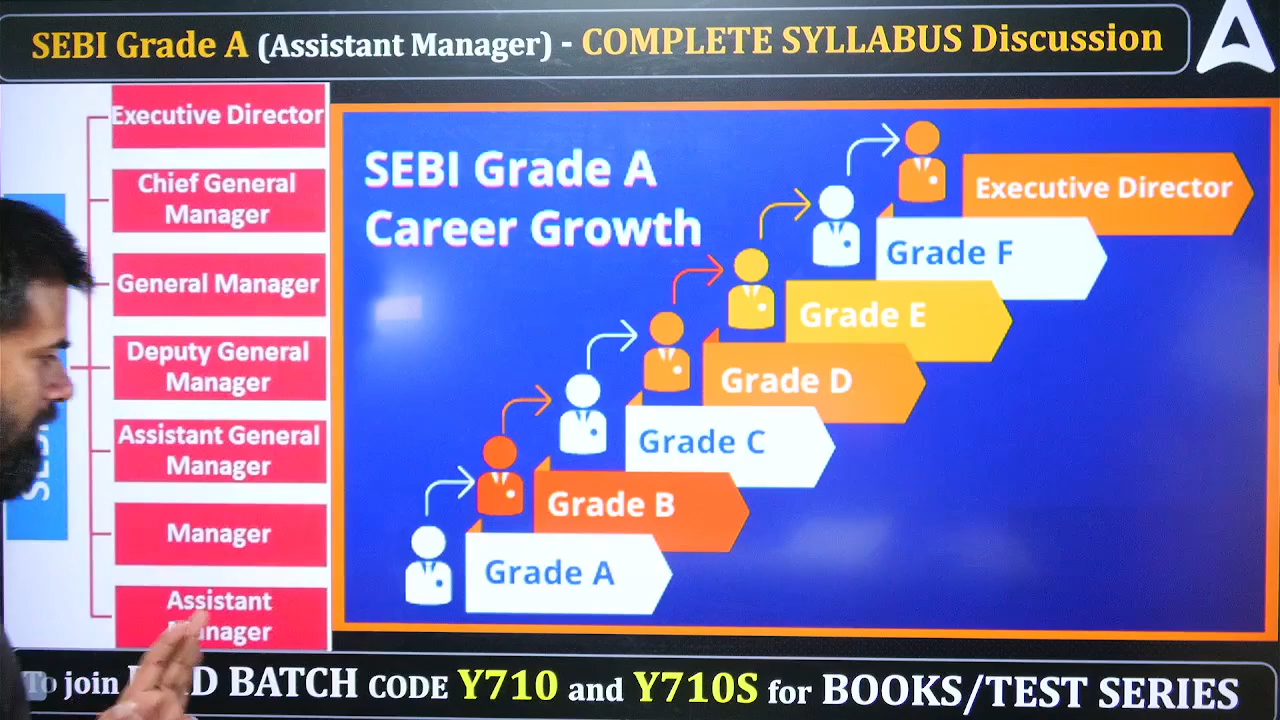 SEBI Grade A (Assistant Manager) - COMPLETE SYLLABUS Discussion
Executive Director
Chief General
Manager
General Manager
Deputy General
Manager
Assistant General
Manager
Manager
Assistant
Manager
SEBI
SEBI Grade A
Career Growth
Executive Director
Grade F
Grade E
Grade D
Grade C
Grade B
Grade A
To join BATCH CODE Y710 and Y710S for BOOKS/TEST SERIES